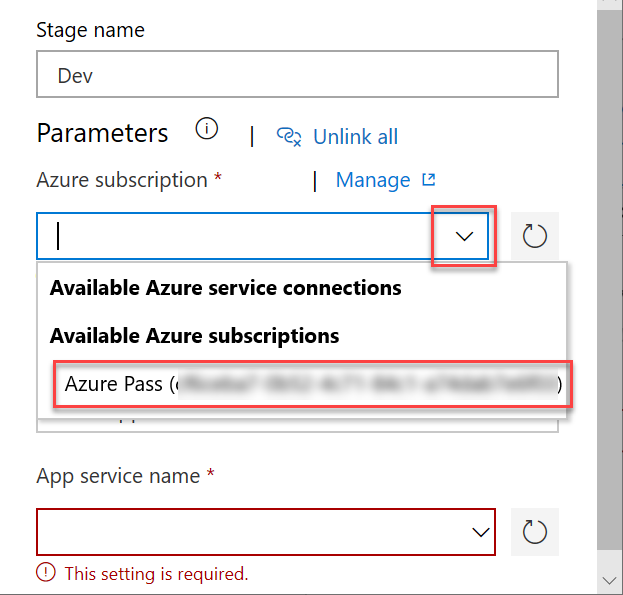 Stage name
Dev
Parameters
Unlink all
Azure subscription *
| Manage
Available Azure service connections
Available Azure subscriptions
Azure Pass (
)
App service name *
This setting is required.